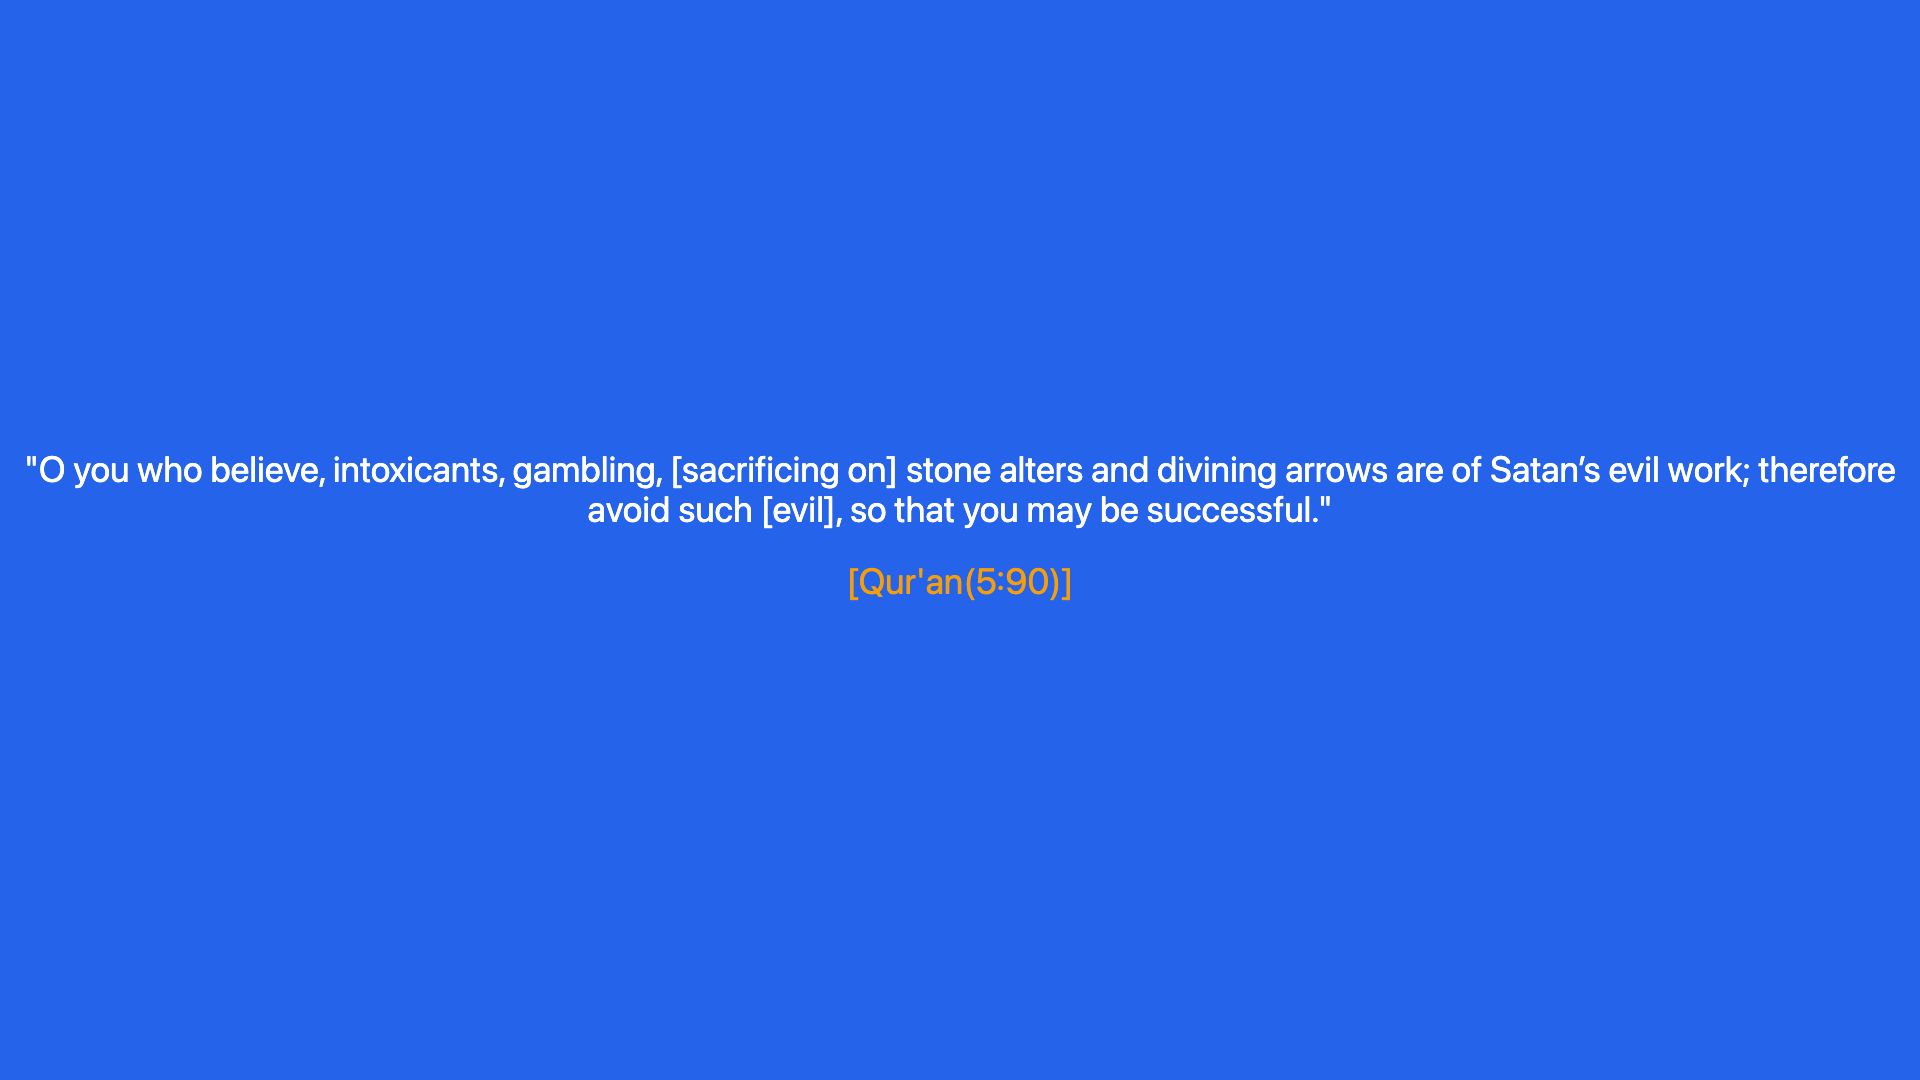 "O you who believe, intoxicants, gambling, [sacrificing on] stone alters and divining arrows are of Satan’s evil work; therefore
avoid such [evil], so that you may be successful."
[Qur'an(5:90)]